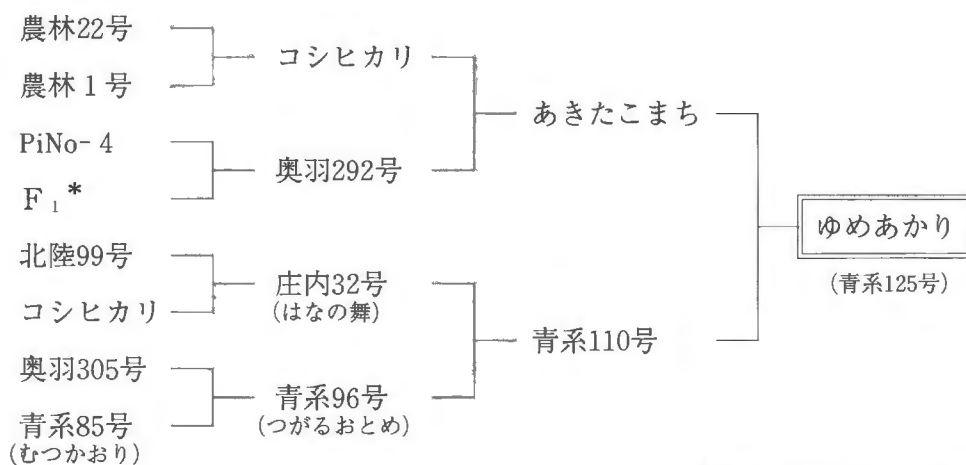 農林22号
農林1号
コシヒカリ
PiNo-4
F₁*
奥羽292号
あきたこまち
北陸99号
コシヒカリ
庄内32号
(はなの舞)
奥羽305号
青系85号
(むつかおり)
青系96号
(つがるおとめ)
青系110号
ゆめあかり
(青系125号)